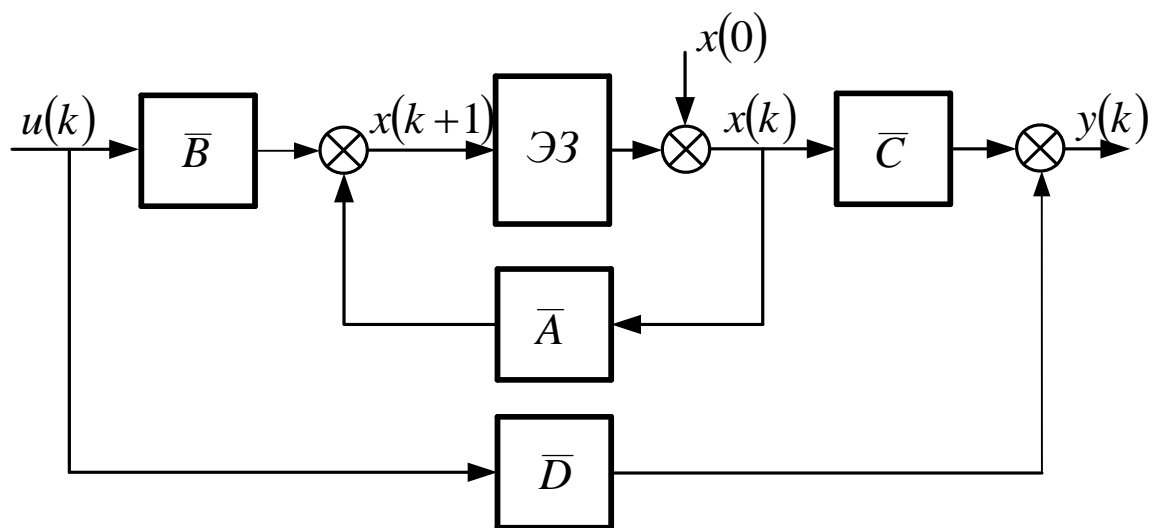 x(0)
u(k)
B̅
x(k+1)
ЭЗ
x(k)
C̅
y(k)
A̅
D̅